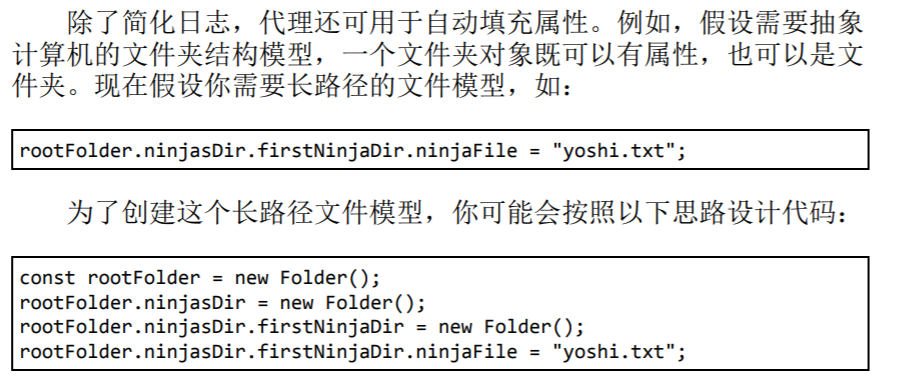 除了简化日志，代理还可用于自动填充属性。例如，假设需要抽象
计算机的文件夹结构模型，一个文件夹对象既可以有属性，也可以是文
件夹。现在假设你需要长路径的文件模型，如：
rootFolder.ninjasDir.firstNinjaDir.ninjaFile = "yoshi.txt";
为了创建这个长路径文件模型，你可能会按照以下思路设计代码：
const rootFolder = new Folder();
rootFolder.ninjasDir = new Folder();
rootFolder.ninjasDir.firstNinjaDir = new Folder();
rootFolder.ninjasDir.firstNinjaDir.ninjaFile = "yoshi.txt";